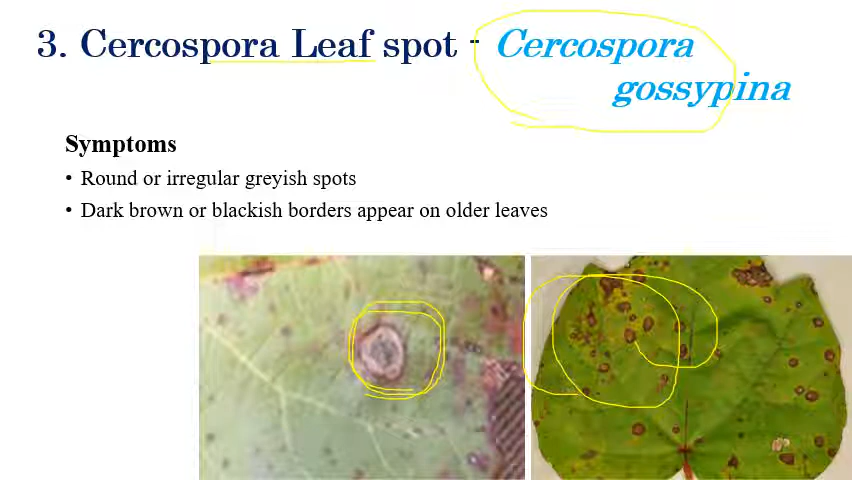 3. Cercospora Leaf spot - Cercospora
gossypina
Symptoms
• Round or irregular greyish spots
• Dark brown or blackish borders appear on older leaves